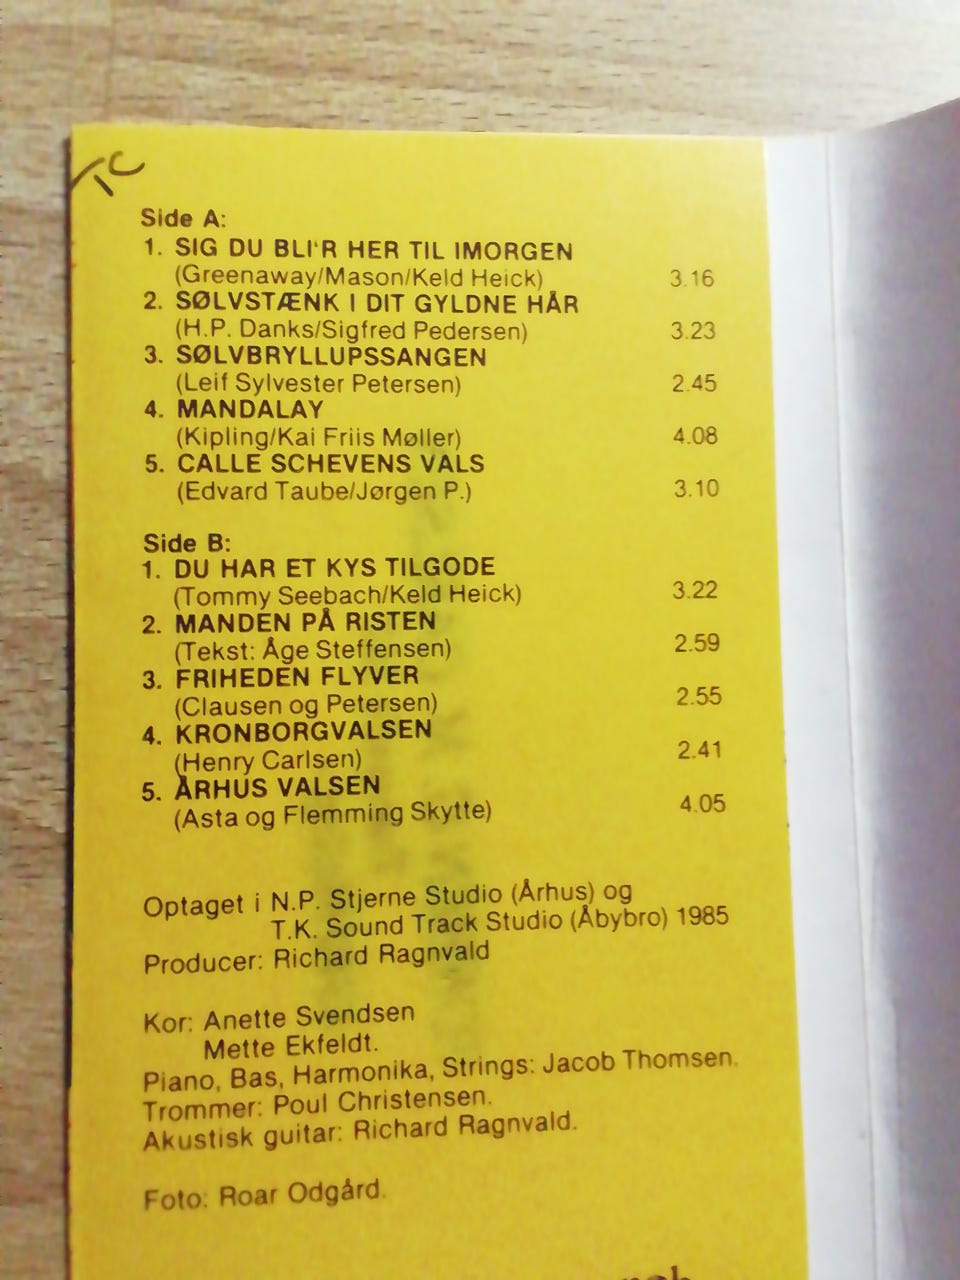 TC
Side A:
1. SIG DU BLI'R HER TIL IMORGEN
(Greenaway/Mason/Keld Heick) 3.16
2. SØLVSTÆNK I DIT GYLDNE HÅR
(H.P. Danks/Sigfred Pedersen) 3.23
3. SØLVBRYLLUPSSANGEN
(Leif Sylvester Petersen) 2.45
4. MANDALAY
(Kipling/Kai Friis Møller) 4.08
5. CALLE SCHEVENS VALS
(Edvard Taube/Jørgen P.) 3.10
Side B:
1. DU HAR ET KYS TILGODE
(Tommy Seebach/Keld Heick) 3.22
2. MANDEN PÅ RISTEN
(Tekst: Åge Steffensen) 2.59
3. FRIHEDEN FLYVER
(Clausen og Petersen) 2.55
4. KRONBORGVALSEN
(Henry Carlsen) 2.41
5. ÅRHUS VALSEN
(Asta og Flemming Skytte) 4.05
Optaget i N.P. Stjerne Studio (Århus) og
T.K. Sound Track Studio (Åbybro) 1985
Producer: Richard Ragnvald
Kor: Anette Svendsen
Mette Ekfeldt.
Piano, Bas, Harmonika, Strings: Jacob Thomsen.
Trommer: Poul Christensen.
Akustisk guitar: Richard Ragnvald.
Foto: Roar Odgård.